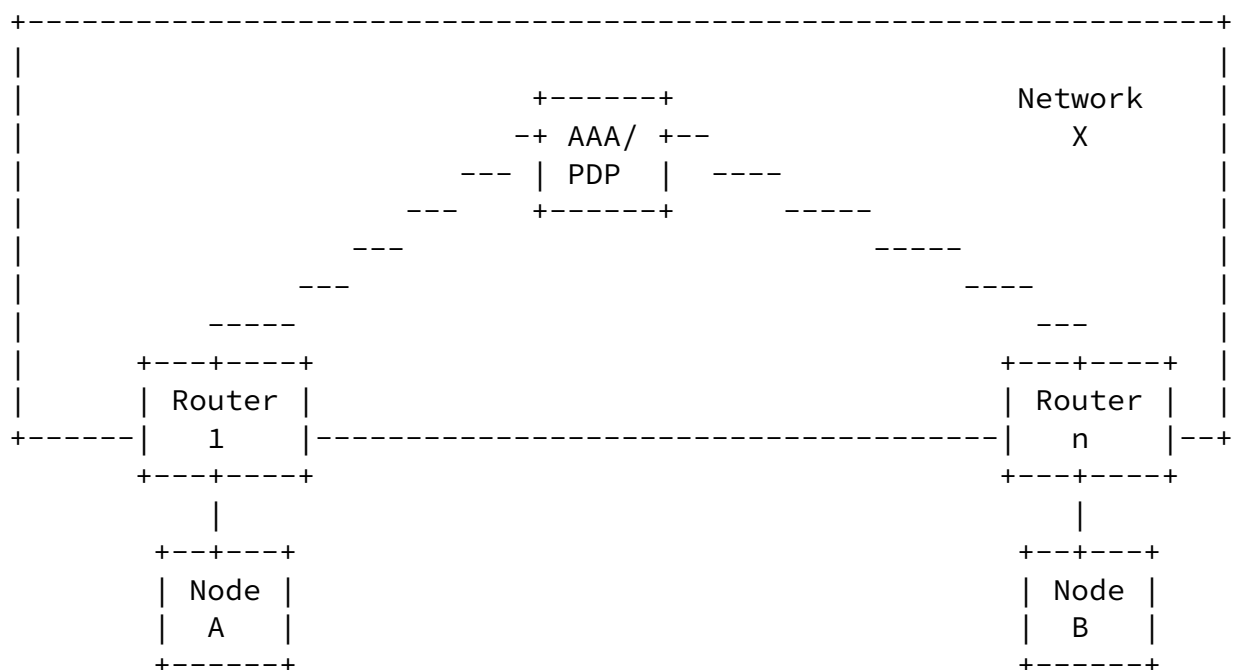 Network
AAA/ X
PDP
Router Router
1 n
Node Node
A B